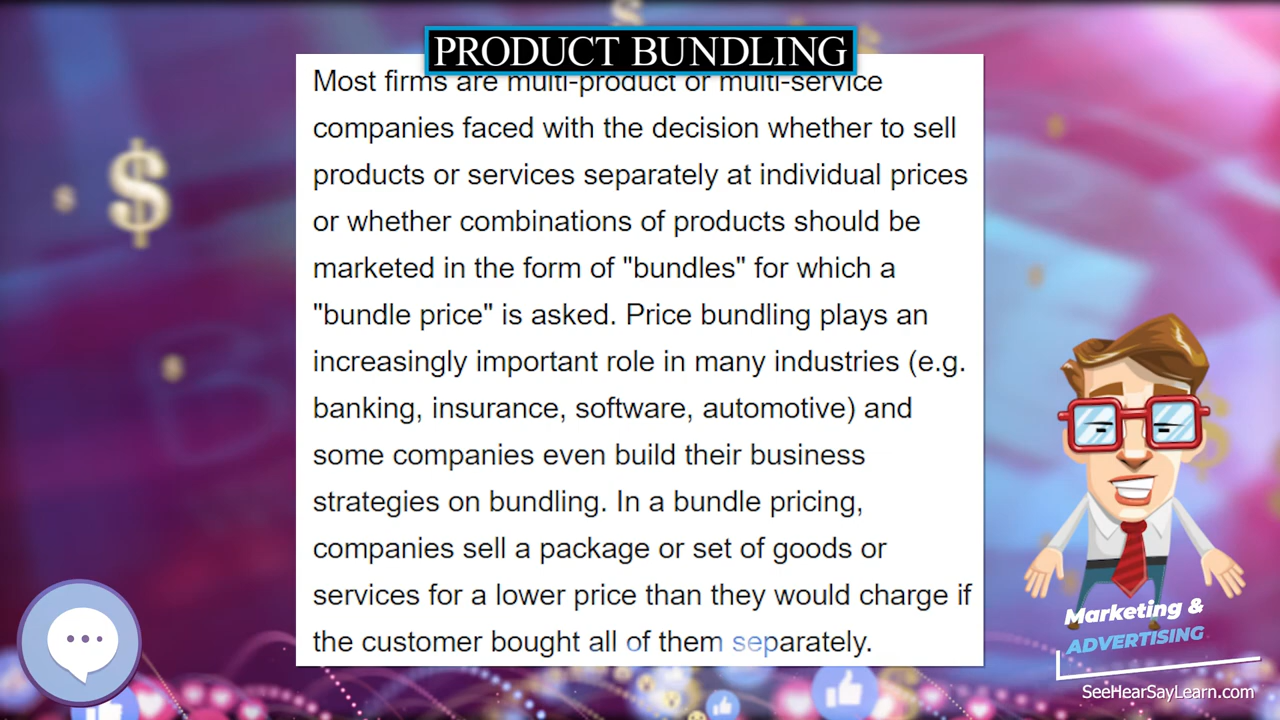 PRODUCT BUNDLING
Most firms are multi-product or multi-service
companies faced with the decision whether to sell
products or services separately at individual prices
or whether combinations of products should be
marketed in the form of "bundles" for which a
"bundle price" is asked. Price bundling plays an
increasingly important role in many industries (e.g.
banking, insurance, software, automotive) and
some companies even build their business
strategies on bundling. In a bundle pricing,
companies sell a package or set of goods or
services for a lower price than they would charge if
the customer bought all of them separately.
Marketing &
ADVERTISING
SeeHearSayLearn.com